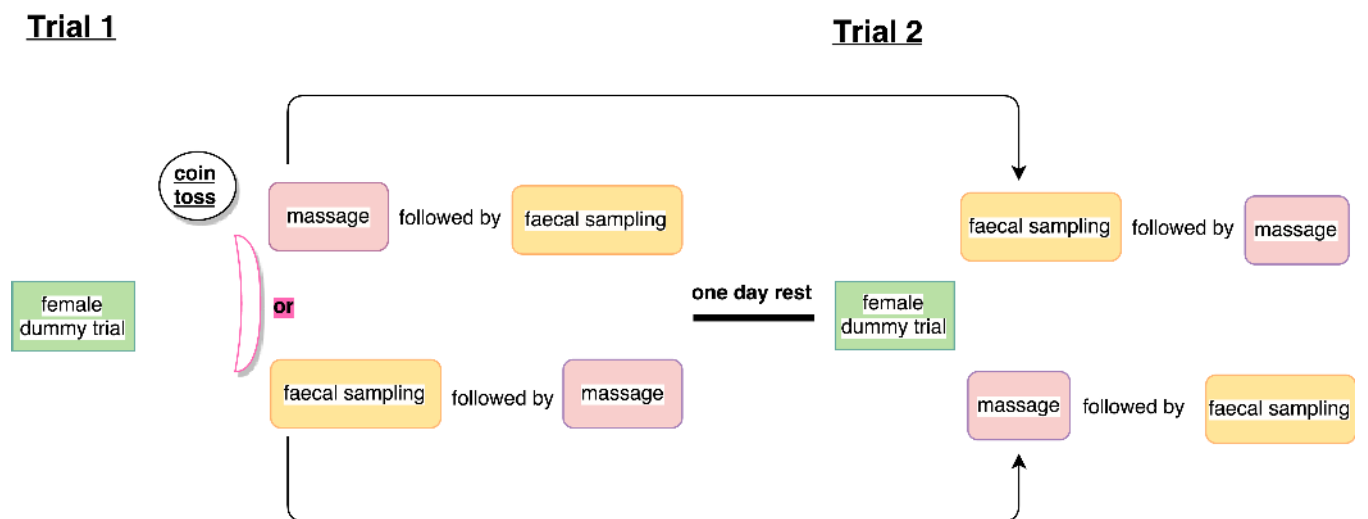 Trial 1
Trial 2
coin
toss
massage
followed by
faecal sampling
female
dummy trial
or
faecal sampling
followed by
massage
one day rest
female
dummy trial
faecal sampling
followed by
massage
massage
followed by
faecal sampling